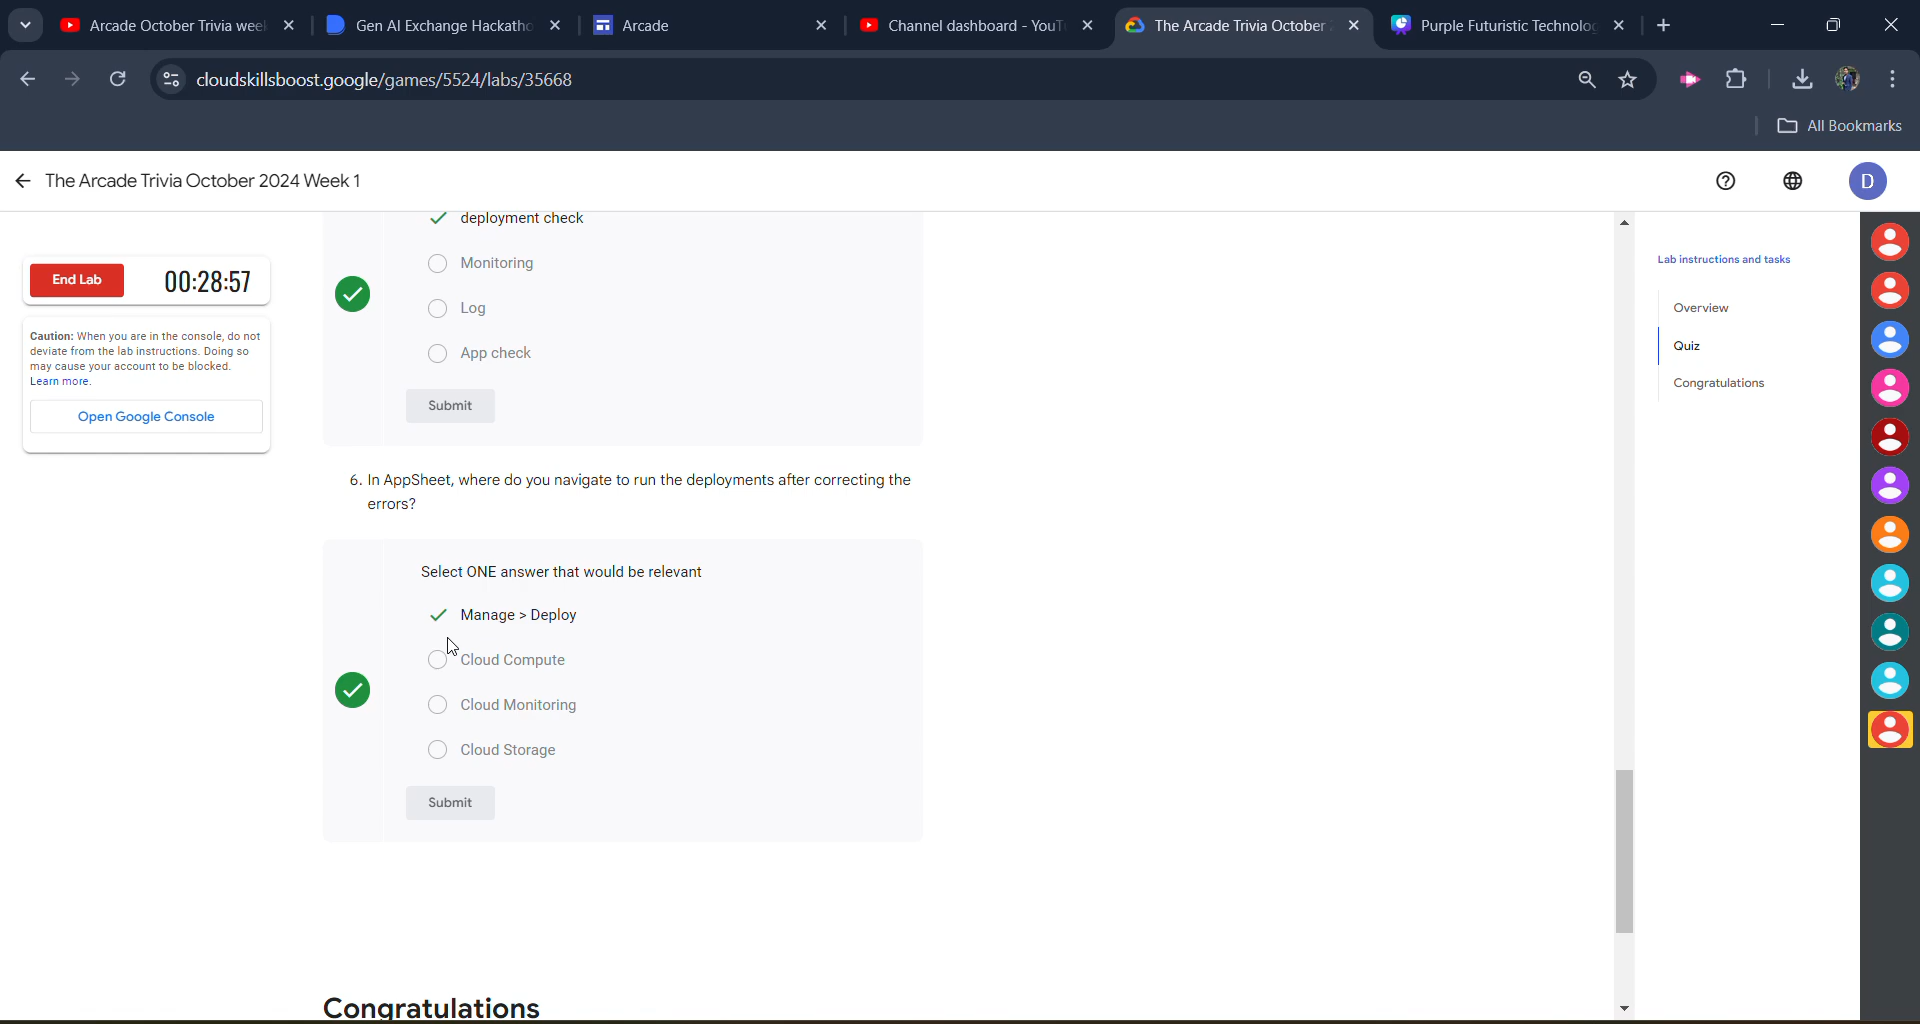 Arcade October Trivia week
Gen AI Exchange Hackatho
Arcade
Channel dashboard - YouT
The Arcade Trivia October 2
Purple Futuristic Technolog
cloudskillsboost.google/games/5524/labs/35668
All Bookmarks
The Arcade Trivia October 2024 Week 1
D
End Lab
00:28:57
Caution: When you are in the console, do not
deviate from the lab instructions. Doing so
may cause your account to be blocked.
Learn more.
Open Google Console
deployment check
Monitoring
Log
App check
Submit
6. In AppSheet, where do you navigate to run the deployments after correcting the
errors?
Select ONE answer that would be relevant
Manage > Deploy
Cloud Compute
Cloud Monitoring
Cloud Storage
Submit
Congratulations
Lab instructions and tasks
Overview
Quiz
Congratulations